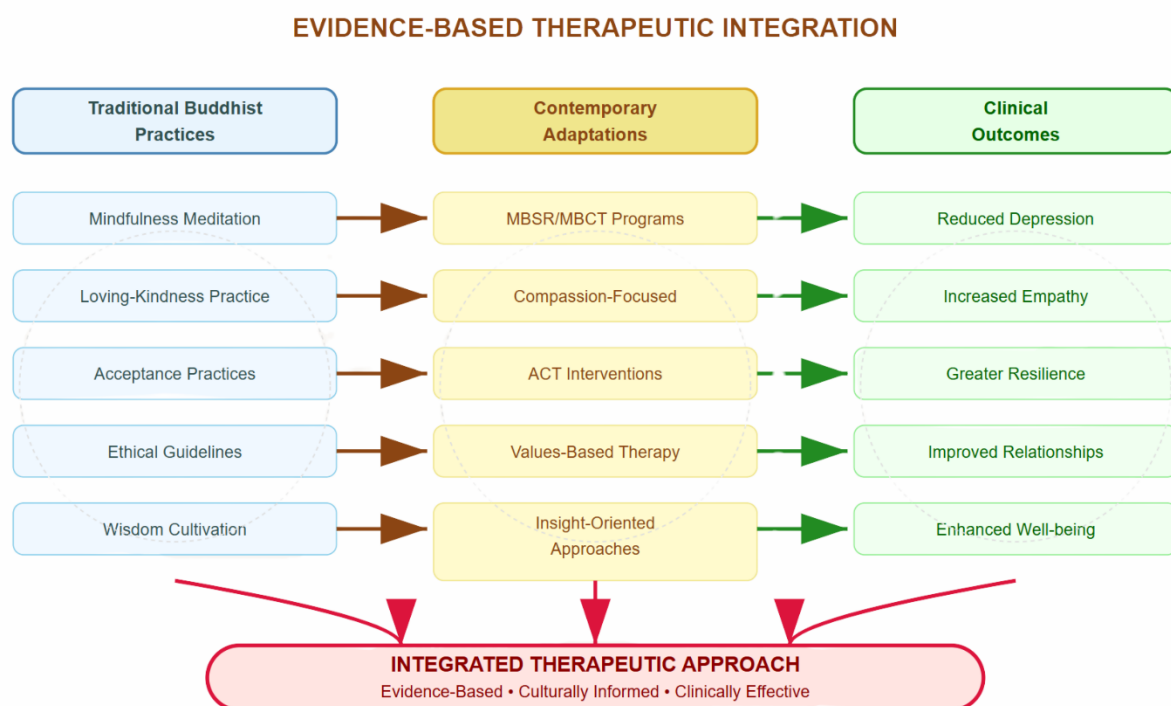 EVIDENCE-BASED THERAPEUTIC INTEGRATION
Traditional Buddhist
Practices
Contemporary
Adaptations
Clinical
Outcomes
Mindfulness Meditation
MBSR/MBCT Programs
Reduced Depression
Loving-Kindness Practice
Compassion-Focused
Increased Empathy
Acceptance Practices
ACT Interventions
Greater Resilience
Ethical Guidelines
Values-Based Therapy
Improved Relationships
Wisdom Cultivation
Insight-Oriented
Approaches
Enhanced Well-being
INTEGRATED THERAPEUTIC APPROACH
Evidence-Based • Culturally Informed • Clinically Effective